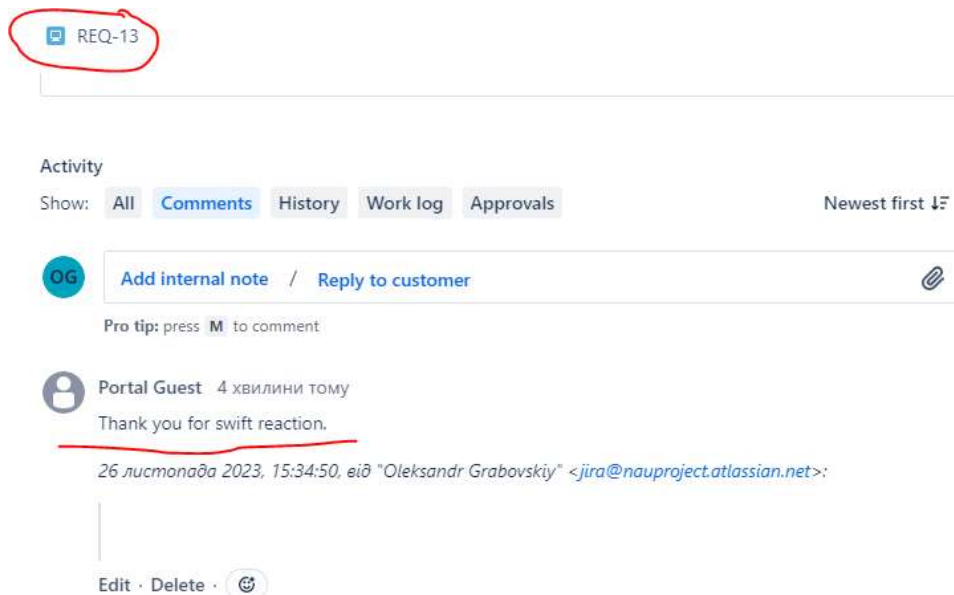 REQ-13
Activity
Show: All Comments History Work log Approvals Newest first
OG Add internal note / Reply to customer
Pro tip: press M to comment
Portal Guest 4 хвилини тому
Thank you for swift reaction.
26 листопада 2023, 15:34:50, від "Oleksandr Grabovskiy" <jira@nauproject.atlassian.net>:
Edit · Delete ·